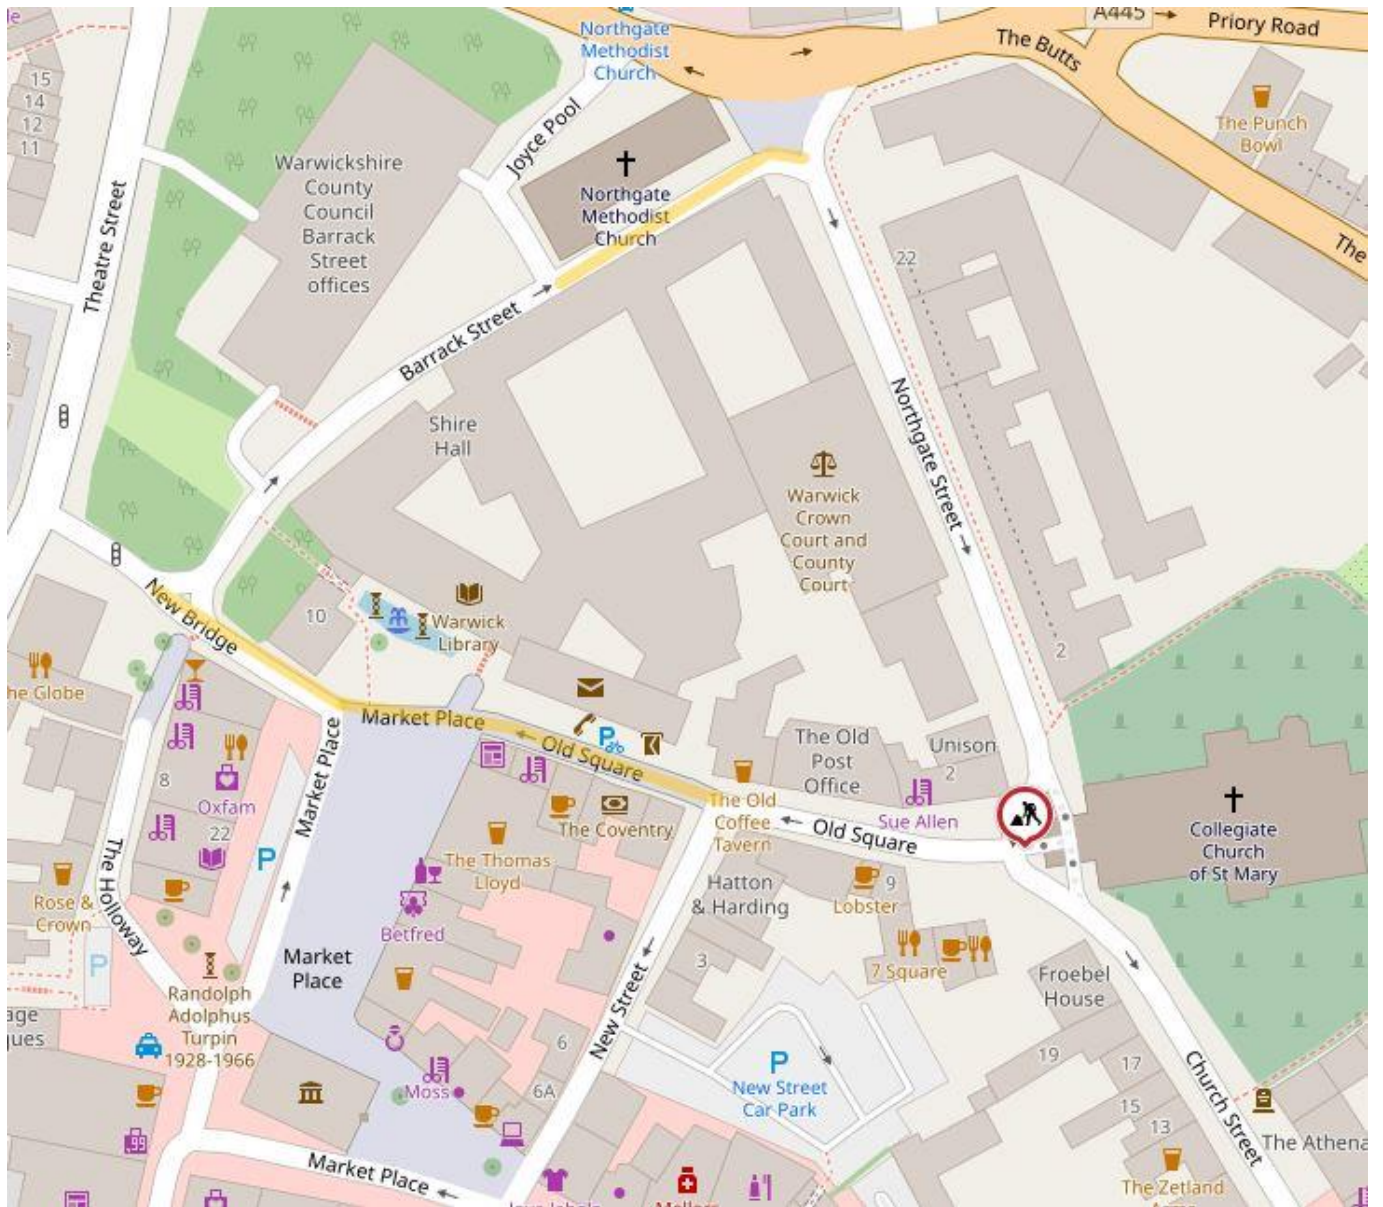 A445
Priory Road
The Butts
Northgate
Methodist
Church
The Punch
Bowl
The
15
14
12
11
Joyce Pool
Warwickshire
County
Council
Barrack
Street
offices
Northgate
Methodist
Church
Theatre Street
22
Barrack Street
Shire
Hall
Northgate Street
Warwick
Crown
Court and
County
Court
New Bridge
10
Warwick
Library
2
he Globe
Market Place
Old Square
The Old
Post
Office
Unison
2
Market Place
8
Oxfam
22
The Coventry
The Old
Coffee
Tavern
Sue Allen
Old Square
Collegiate
Church
of St Mary
The Thomas
Lloyd
The Holloway
Rose &
Crown
Betfred
Hatton
& Harding
9
Lobster
P
P
Market
Place
3
7 Square
Froebel
House
Randolph
Adolphus
Turpin
1928-1966
age
ques
New Street
6
6A
Moss
P
New Street
Car Park
19
17
15
13
Church Street
The Athena
Market Place
99
The Zetland